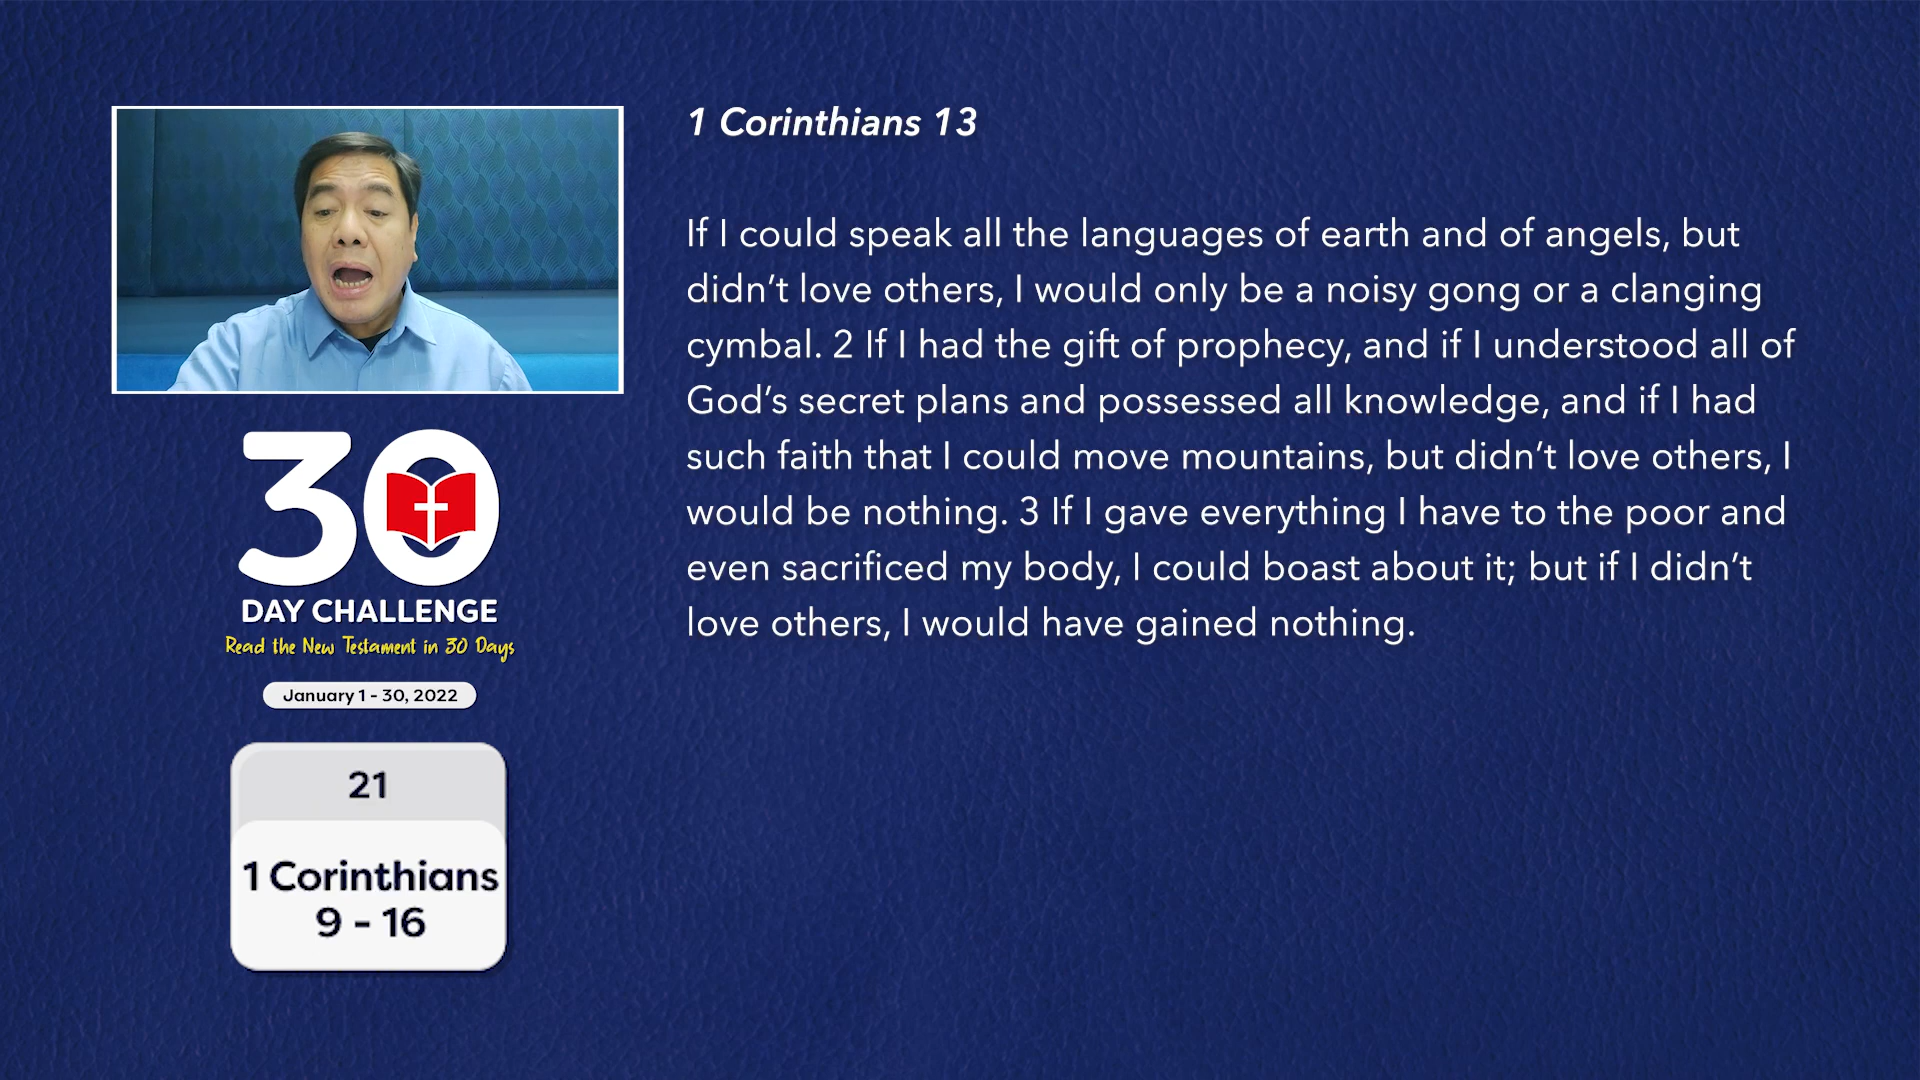 1 Corinthians 13
If I could speak all the languages of earth and of angels, but
didn’t love others, I would only be a noisy gong or a clanging
cymbal. 2 If I had the gift of prophecy, and if I understood all of
God’s secret plans and possessed all knowledge, and if I had
such faith that I could move mountains, but didn’t love others, I
would be nothing. 3 If I gave everything I have to the poor and
even sacrificed my body, I could boast about it; but if I didn’t
love others, I would have gained nothing.
30
DAY CHALLENGE
Read the New Testament in 30 Days
January 1 - 30, 2022
21
1 Corinthians
9 - 16